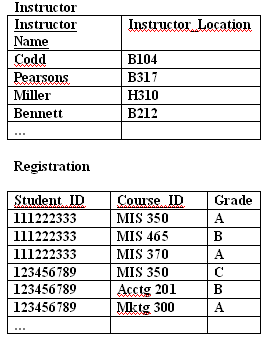 Instructor
Instructor Name Instructor_Location
Codd B104
Pearsons B317
Miller H310
Bennett B212
...
Registration
Student_ID Course_ID Grade
111222333 MIS 350 A
111222333 MIS 465 B
111222333 MIS 370 A
123456789 MIS 350 C
123456789 Acctg 201 B
123456789 Mktg 300 A
...